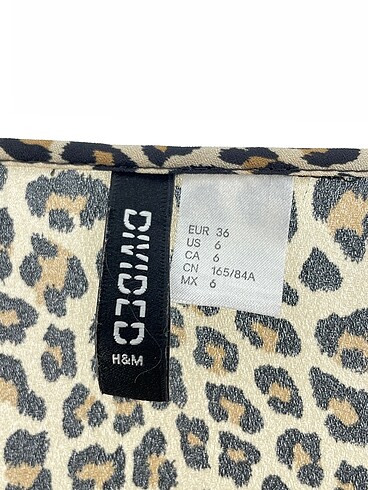 DIVIDED
H&M
EUR 36
US 6
CA 6
CN 165/84A
MX 6